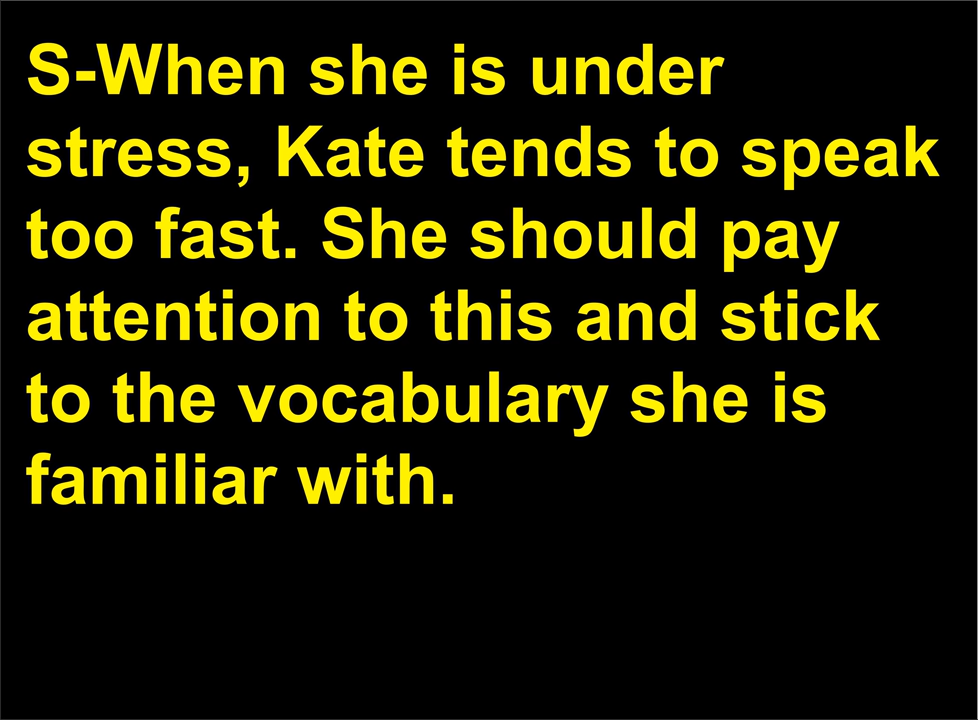 S-When she is under
stress, Kate tends to speak
too fast. She should pay
attention to this and stick
to the vocabulary she is
familiar with.